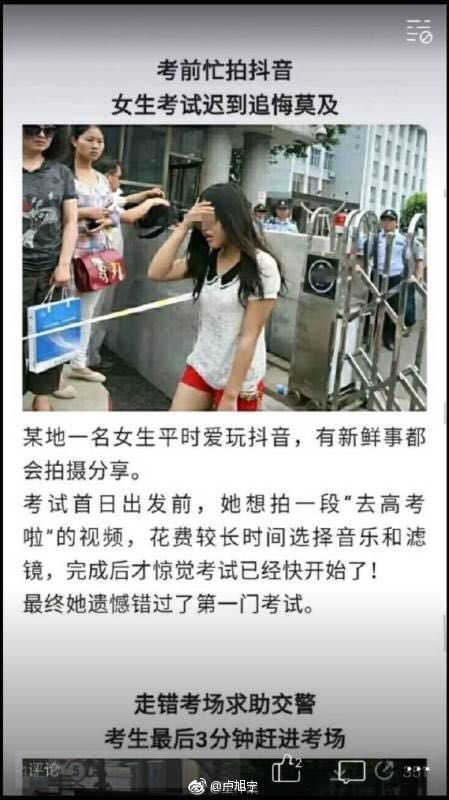 考前忙拍抖音
女生考试迟到追悔莫及
某地一名女生平时爱玩抖音，有新鲜事都
会拍摄分享。
考试首日出发前，她想拍一段“去高考
啦”的视频，花费较长时间选择音乐和滤
镜，完成后才惊觉考试已经快开始了！
最终她遗憾错过了第一门考试。
走错考场求助交警
考生最后3分钟赶进考场
评论 5
2
@卢旭宁